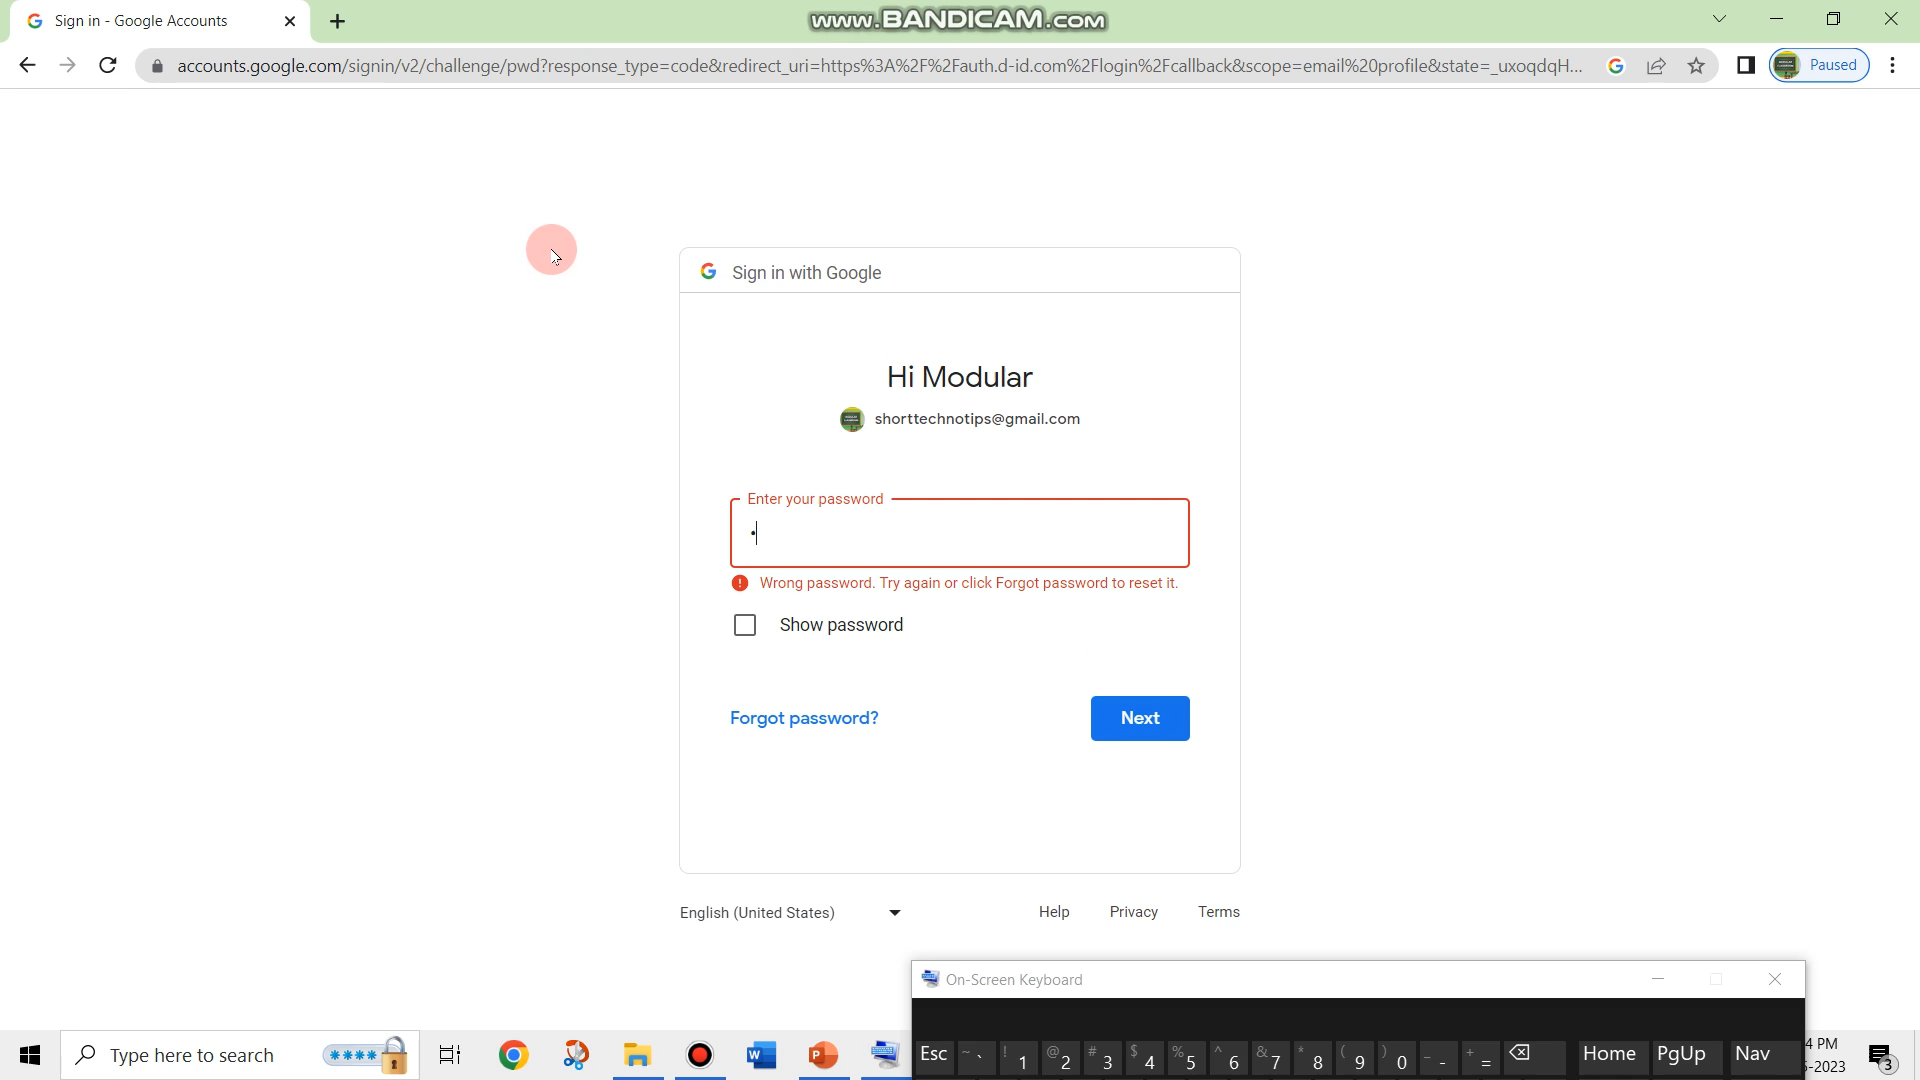 Sign in - Google Accounts
www.BANDICAM.com
accounts.google.com/signin/v2/challenge/pwd?response_type=code&redirect_uri=https%3A%2F%2Fauth.d-id.com%2Flogin%2Fcallback&scope=email%20profile&state=_uxoqdqH...
Paused
Sign in with Google
Hi Modular
shorttechnotips@gmail.com
Enter your password
Wrong password. Try again or click Forgot password to reset it.
Show password
Forgot password?
Next
English (United States)
Help
Privacy
Terms
On-Screen Keyboard
Type here to search
Esc ~ ` ! 1 @ 2 # 3 $ 4 % 5 ^ 6 & 7 * 8 ( 9 ) 0 _ - + = Home PgUp Nav
4 PM
-2023
3